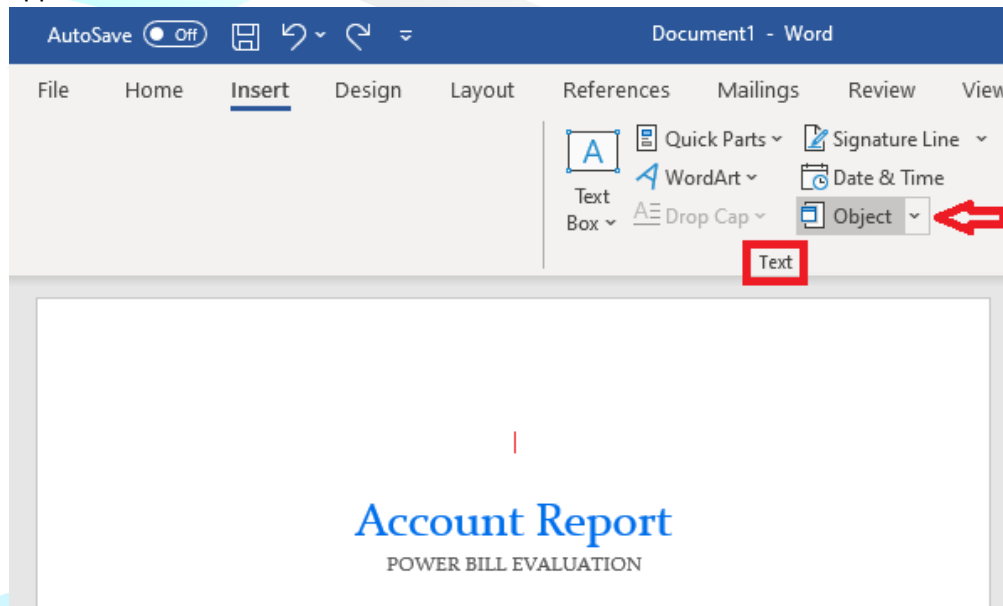 AutoSave Off Document1 - Word
File Home Insert Design Layout References Mailings Review View
Text Box
Quick Parts
WordArt
Drop Cap
Signature Line
Date & Time
Object
Text
Account Report
POWER BILL EVALUATION